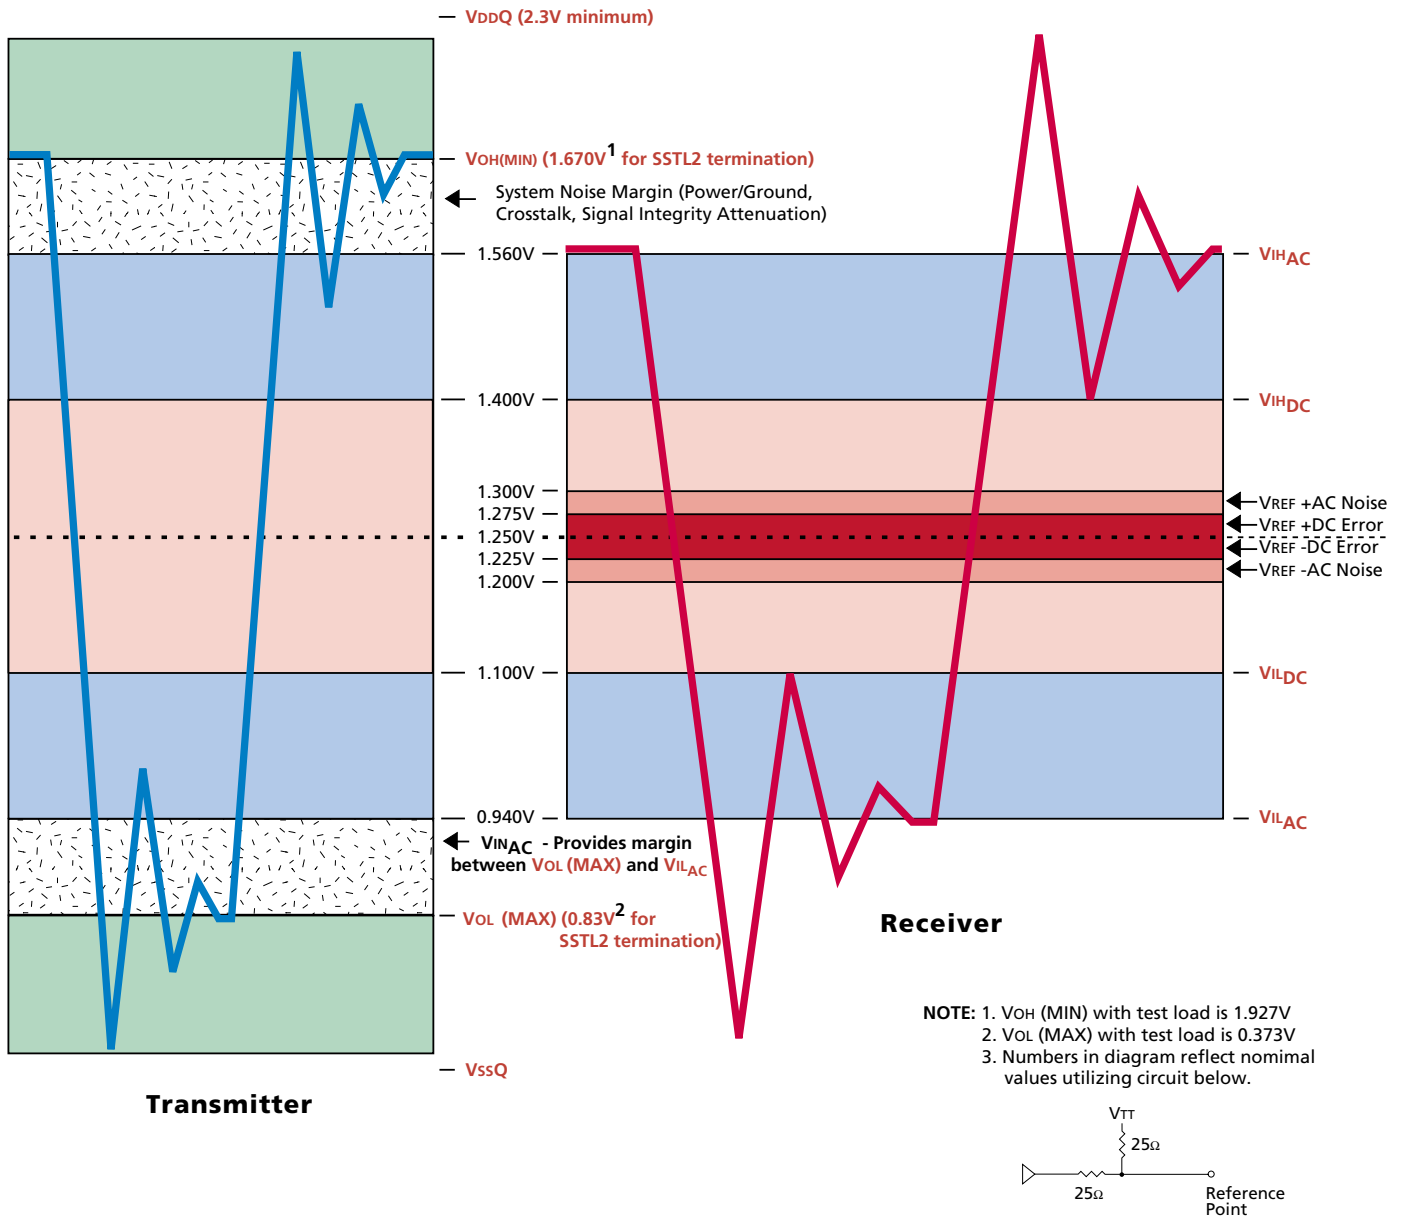 VDDQ (2.3V minimum)
VOH(MIN) (1.670V1 for SSTL2 termination)
System Noise Margin (Power/Ground,
Crosstalk, Signal Integrity Attenuation)
1.560V
VIHAC
1.400V
VIHDC
1.300V
VREF +AC Noise
1.275V
VREF +DC Error
1.250V
VREF -DC Error
1.225V
VREF -AC Noise
1.200V
1.100V
VILDC
0.940V
VILAC
VINAC - Provides margin
between VOL (MAX) and VILAC
VOL (MAX) (0.83V2 for
SSTL2 termination)
Receiver
NOTE: 1. VOH (MIN) with test load is 1.927V
2. VOL (MAX) with test load is 0.373V
3. Numbers in diagram reflect nomimal
values utilizing circuit below.
VssQ
Transmitter
VTT
25Ω
25Ω
Reference
Point